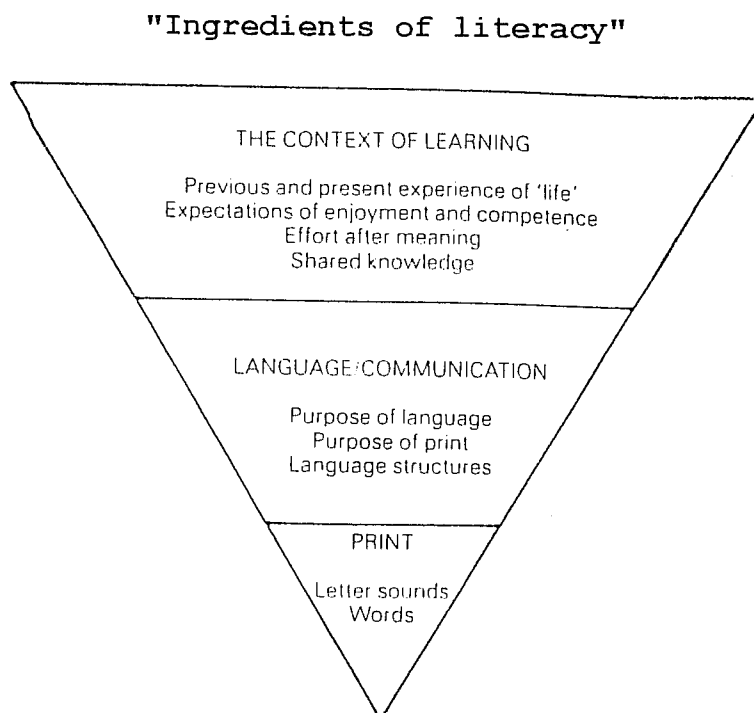 "Ingredients of literacy"
THE CONTEXT OF LEARNING
Previous and present experience of 'life'
Expectations of enjoyment and competence
Effort after meaning
Shared knowledge
LANGUAGE/COMMUNICATION
Purpose of language
Purpose of print
Language structures
PRINT
Letter sounds
Words